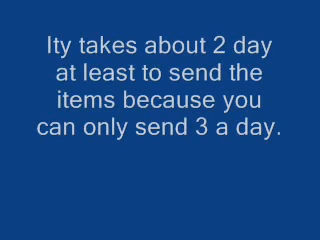 Ity takes about 2 day
at least to send the
items because you
can only send 3 a day.